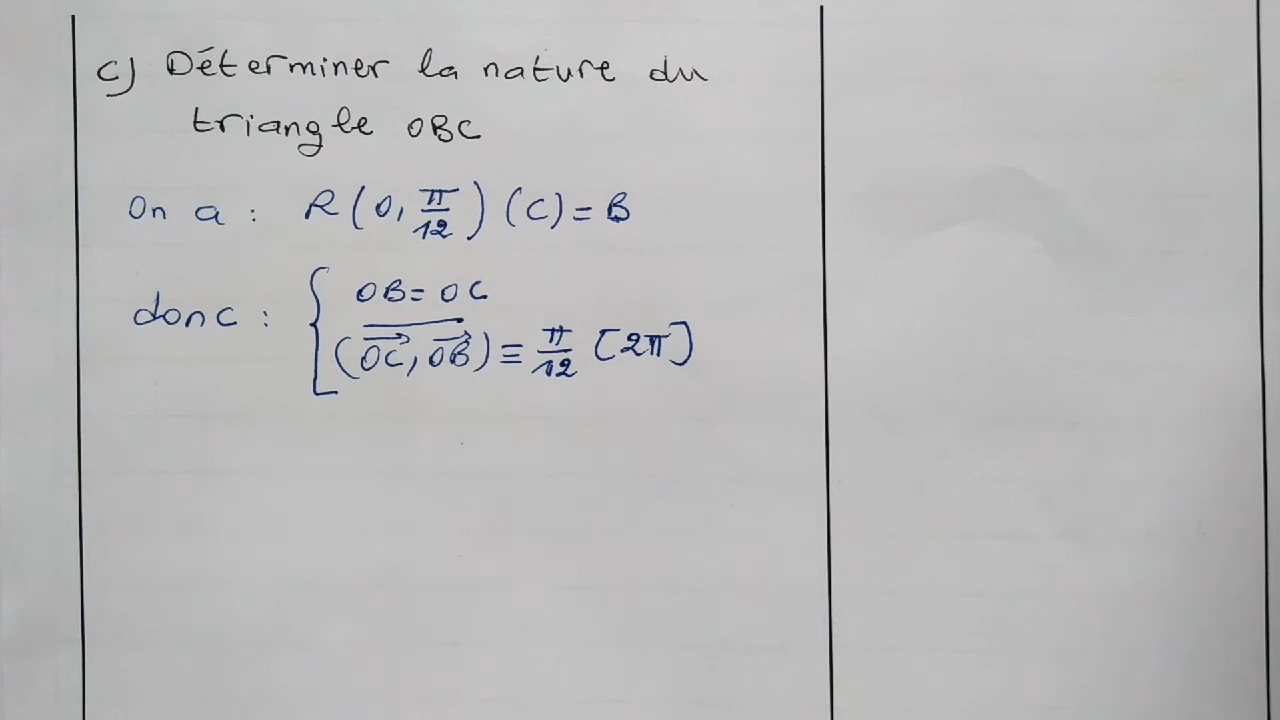 c) Déterminer la nature du
triangle OBC
On a : R(O, π/12)(C) = B
donc : { OB = OC
(OC, OB) ≡ π/12 [2π]